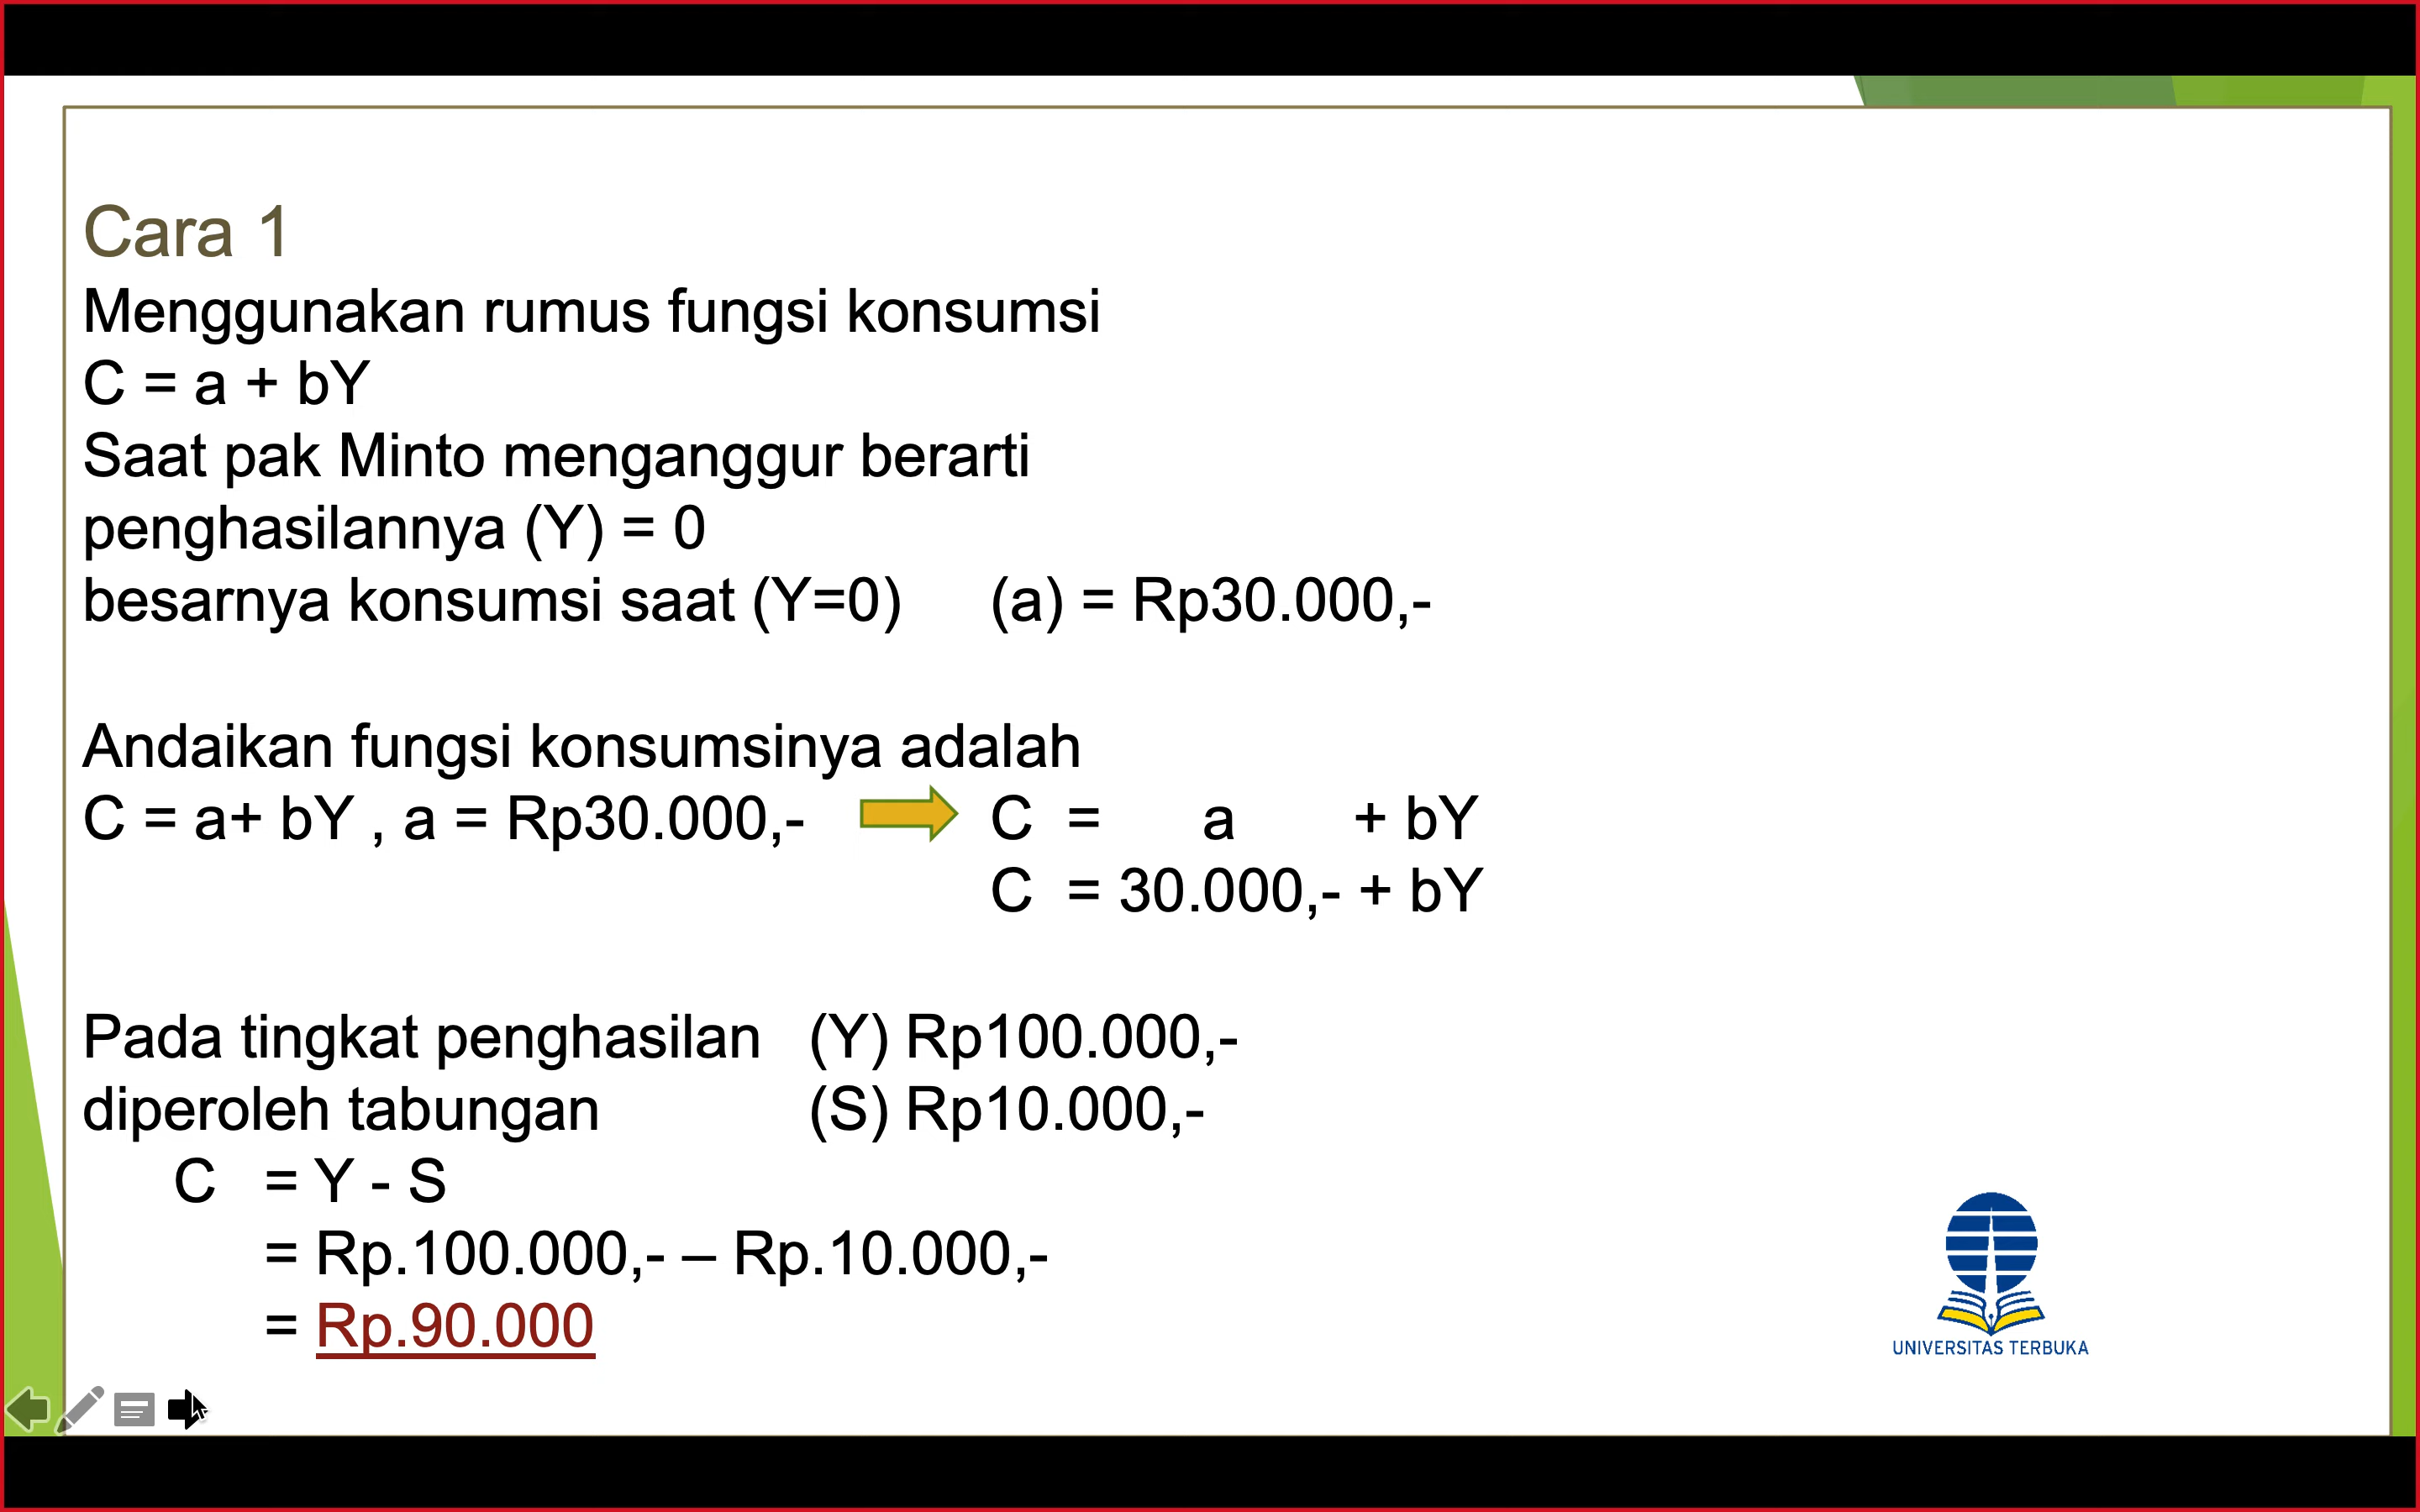 Cara 1
Menggunakan rumus fungsi konsumsi
C = a + bY
Saat pak Minto menganggur berarti
penghasilannya (Y) = 0
besarnya konsumsi saat (Y=0) (a) = Rp30.000,-
Andaikan fungsi konsumsinya adalah
C = a+ bY , a = Rp30.000,- C = a + bY
C = 30.000,- + bY
Pada tingkat penghasilan (Y) Rp100.000,-
diperoleh tabungan (S) Rp10.000,-
C = Y - S
= Rp.100.000,- – Rp.10.000,-
= Rp.90.000
UNIVERSITAS TERBUKA